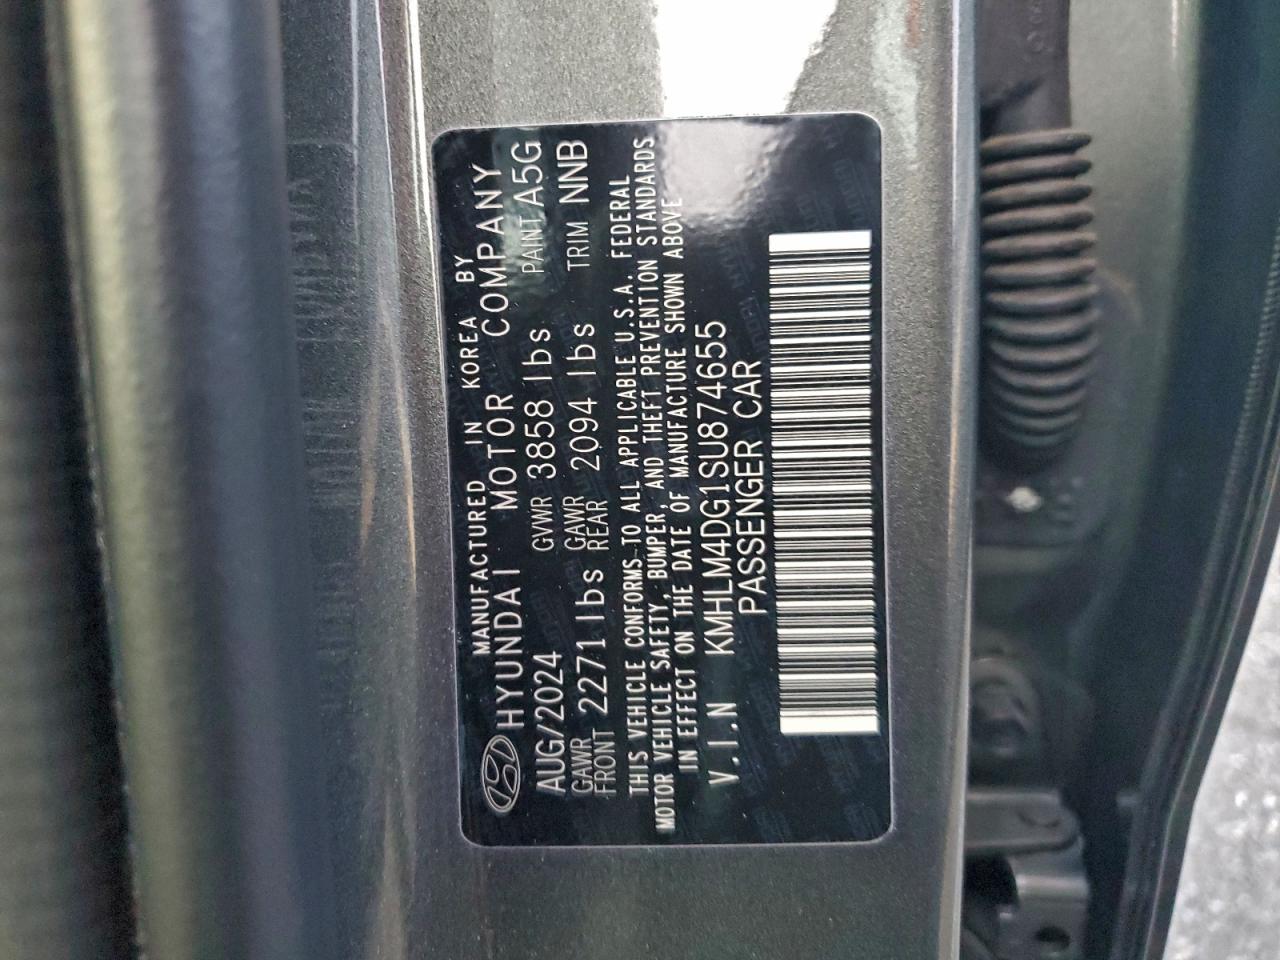 MANUFACTURED IN KOREA BY
HYUNDAI MOTOR COMPANY
AUG/2024 GVWR 3858 lbs PAINT A5G
GAWR FRONT 2271 lbs GAWR REAR 2094 lbs TRIM NNB
THIS VEHICLE CONFORMS TO ALL APPLICABLE U.S.A. FEDERAL
MOTOR VEHICLE SAFETY, BUMPER, AND THEFT PREVENTION STANDARDS
IN EFFECT ON THE DATE OF MANUFACTURE SHOWN ABOVE
V.I.N KMHLM4DG1SU874655
PASSENGER CAR